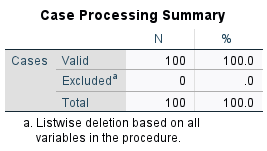 Case Processing Summary
N %
Cases Valid 100 100.0
Excludedᵃ 0 .0
Total 100 100.0
a. Listwise deletion based on all
variables in the procedure.